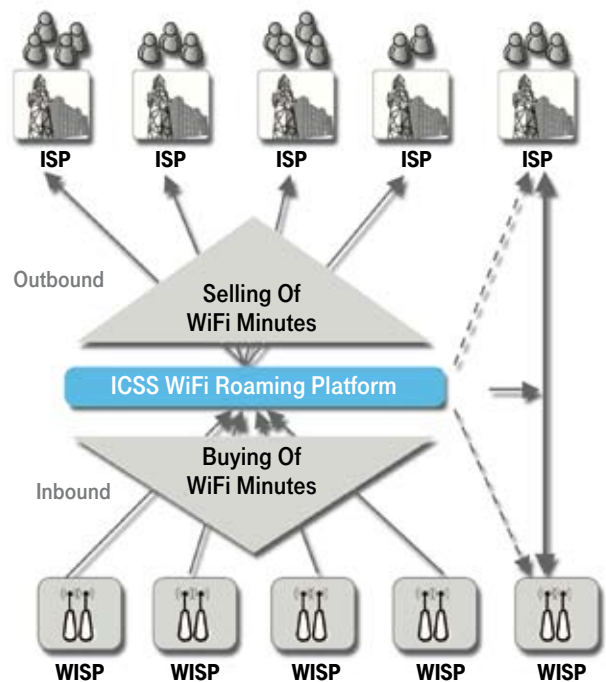 ISP ISP ISP ISP ISP
Outbound
Selling Of
WiFi Minutes
ICSS WiFi Roaming Platform
Buying Of
WiFi Minutes
Inbound
WISP WISP WISP WISP WISP